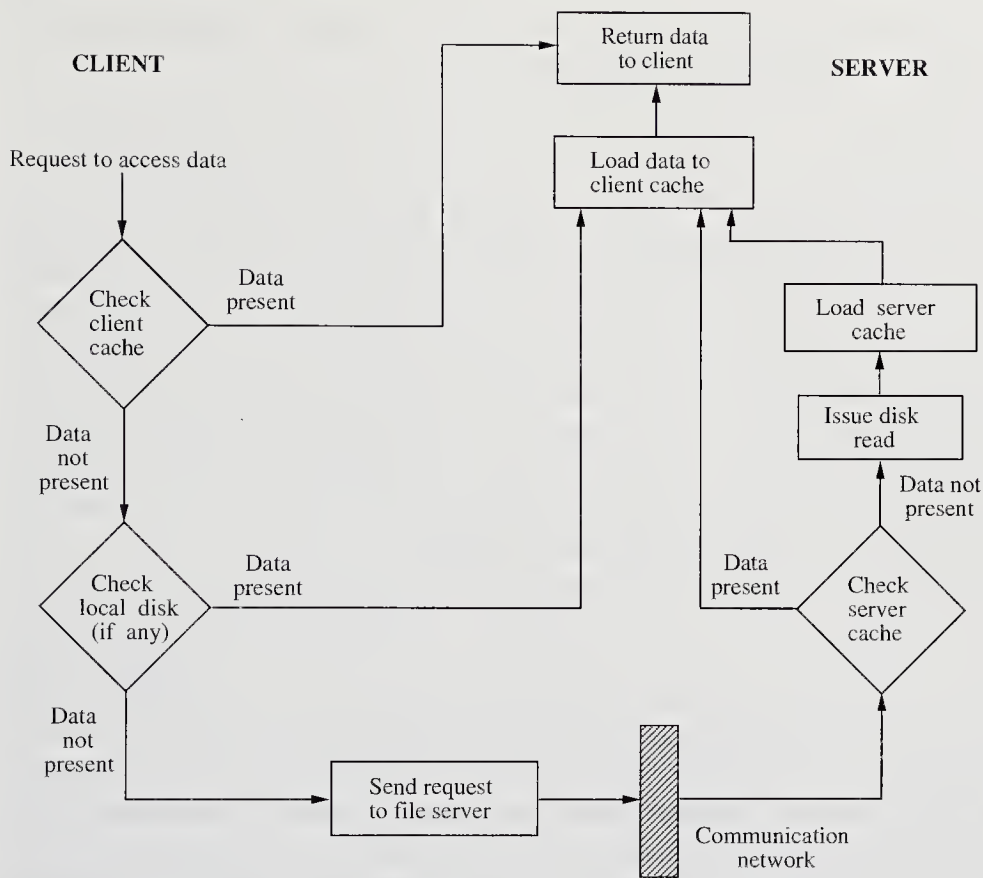 Return data
to client
CLIENT
SERVER
Request to access data
Load data to
client cache
Data
present
Check
client
cache
Load server
cache
Data
not
present
Issue disk
read
Data not
present
Check
local disk
(if any)
Data
present
Data
present
Check
server
cache
Data
not
present
Send request
to file server
Communication
network